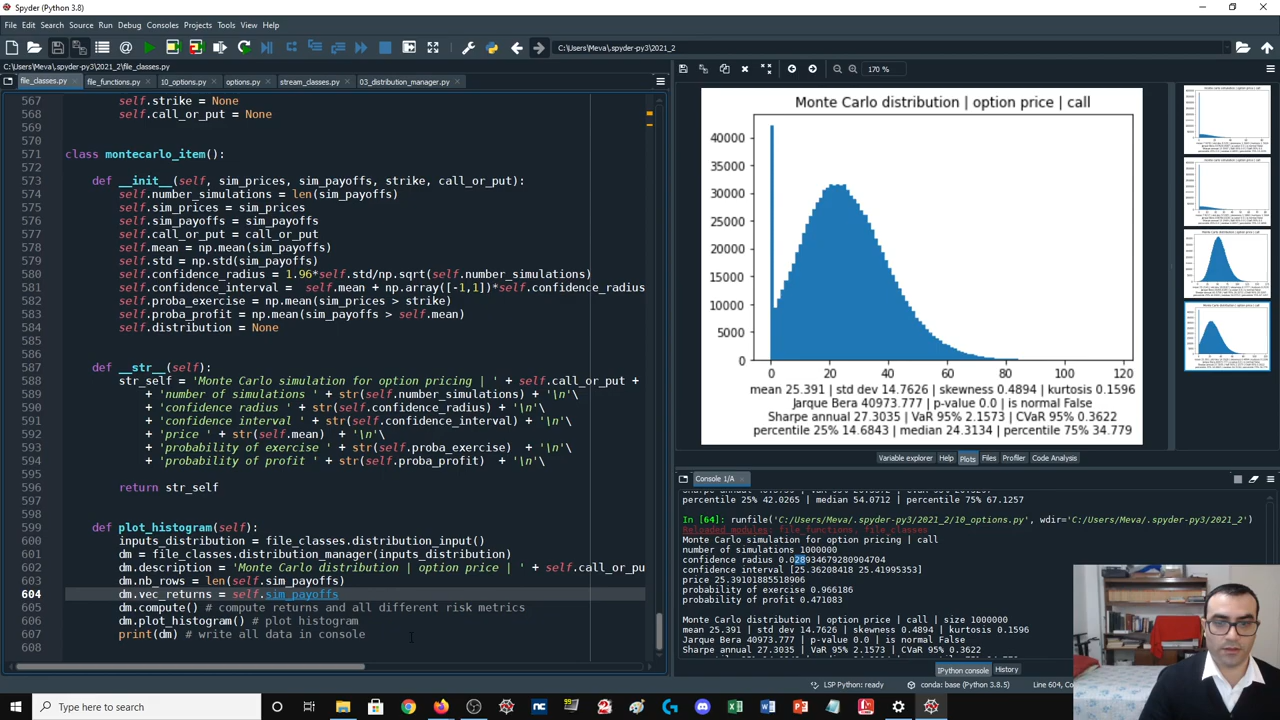 Spyder (Python 3.8)
File Edit Search Source Run Debug Consoles Projects Tools View Help
C:\Users\Meva\.spyder-py3\2021_2
C:\Users\Meva\.spyder-py3\2021_2\file_classes.py
file_classes.py file_functions.py 10_options.py options.py stream_classes.py 03_distribution_manager.py
567 self.strike = None
568 self.call_or_put = None
569
570
571 class montecarlo_item():
572
573 def __init__(self, sim_prices, sim_payoffs, strike, call_or_put):
574 self.number_simulations = len(sim_payoffs)
575 self.sim_prices = sim_prices
576 self.sim_payoffs = sim_payoffs
577 self.call_or_put = call_or_put
578 self.mean = np.mean(sim_payoffs)
579 self.std = np.std(sim_payoffs)
580 self.confidence_radius = 1.96*self.std/np.sqrt(self.number_simulations)
581 self.confidence_interval =  self.mean + np.array([-1,1])*self.confidence_radius
582 self.proba_exercise = np.mean(sim_prices > strike)
583 self.proba_profit = np.mean(sim_payoffs > self.mean)
584 self.distribution = None
585
586
587 def __str__(self):
588 str_self = 'Monte Carlo simulation for option pricing | ' + self.call_or_put +
589 + 'number of simulations ' + str(self.number_simulations) + '\n'\
590 + 'confidence radius ' + str(self.confidence_radius) + '\n'\
591 + 'confidence interval ' + str(self.confidence_interval) + '\n'\
592 + 'price ' + str(self.mean)  + '\n'\
593 + 'probability of exercise ' + str(self.proba_exercise) + '\n'\
594 + 'probability of profit ' + str(self.proba_profit)  + '\n'\
595
596 return str_self
597
598
599 def plot_histogram(self):
600 inputs_distribution = file_classes.distribution_input()
601 dm = file_classes.distribution_manager(inputs_distribution)
602 dm.description = 'Monte Carlo distribution | option price | ' + self.call_or_pu
603 dm.nb_rows = len(self.sim_payoffs)
604 dm.vec_returns = self.sim_payoffs
605 dm.compute() # compute returns and all different risk metrics
606 dm.plot_histogram() # plot histogram
607 print(dm) # write all data in console
608
170 %
Monte Carlo distribution | option price | call
40000
35000
30000
25000
20000
15000
10000
5000
0
0 20 40 60 80 100 120
mean 25.391 | std dev 14.7626 | skewness 0.4894 | kurtosis 0.1596
Jarque Bera 40973.777 | p-value 0.0 | is normal False
Sharpe annual 27.3035 | VaR 95% 2.1573 | CVaR 95% 0.3622
percentile 25% 14.6843 | median 24.3134 | percentile 75% 34.779
Variable explorer Help Plots Files Profiler Code Analysis
Console 1/A
percentile 25% 42.0265 | median 54.0712 | percentile 75% 67.1257
In [64]: runfile('C:/Users/Meva/.spyder-py3/2021_2/10_options.py', wdir='C:/Users/Meva/.spyder-py3/2021_2')
Reloaded modules: file_functions, file_classes
Monte Carlo simulation for option pricing | call
number of simulations 1000000
confidence radius 0.028934679280904704
confidence interval [25.36208418 25.41995353]
price 25.39101885518906
probability of exercise 0.966186
probability of profit 0.471083
Monte Carlo distribution | option price | call | size 1000000
mean 25.391 | std dev 14.7626 | skewness 0.4894 | kurtosis 0.1596
Jarque Bera 40973.777 | p-value 0.0 | is normal False
Sharpe annual 27.3035 | VaR 95% 2.1573 | CVaR 95% 0.3622
IPython console History
LSP Python: ready conda: base (Python 3.8.5) Line 604, Co
Type here to search